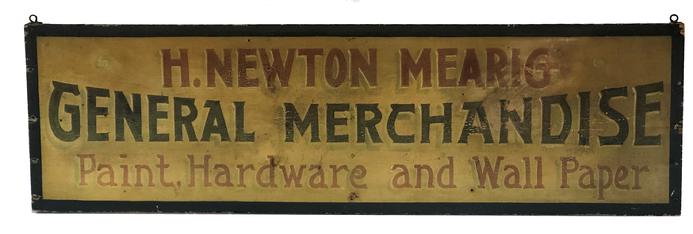 H. NEWTON MEARIG
GENERAL MERCHANDISE
Paint, Hardware and Wall Paper